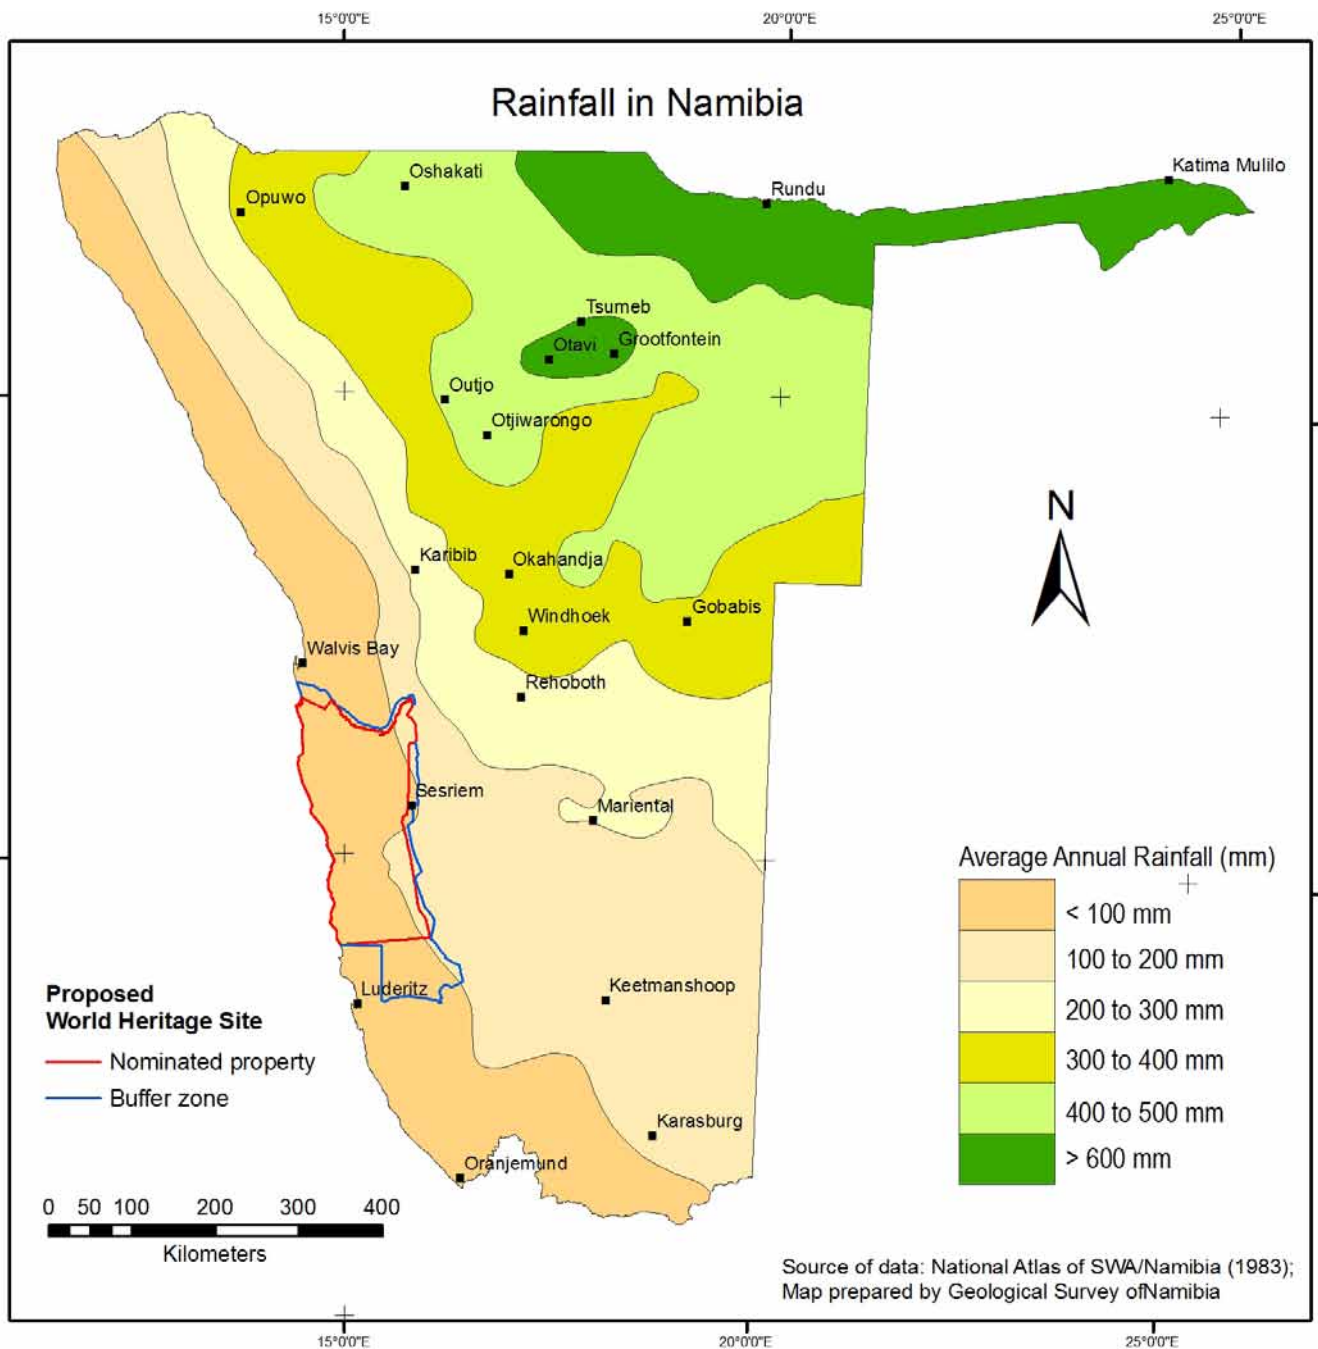 15°0'0"E
20°0'0"E
25°0'0"E
Rainfall in Namibia
Katima Mulilo
Oshakati
Rundu
Opuwo
Tsumeb
Grootfontein
Otavi
Outjo
Otjiwarongo
N
Karibib
Okahandja
Gobabis
Windhoek
Walvis Bay
Rehoboth
Sesriem
Mariental
Average Annual Rainfall (mm)
< 100 mm
100 to 200 mm
200 to 300 mm
300 to 400 mm
400 to 500 mm
> 600 mm
Keetmanshoop
Luderitz
Proposed
World Heritage Site
Nominated property
Buffer zone
Karasburg
Oranjemund
0 50 100 200 300 400
Kilometers
Source of data: National Atlas of SWA/Namibia (1983);
Map prepared by Geological Survey ofNamibia
15°0'0"E
20°0'0"E
25°0'0"E